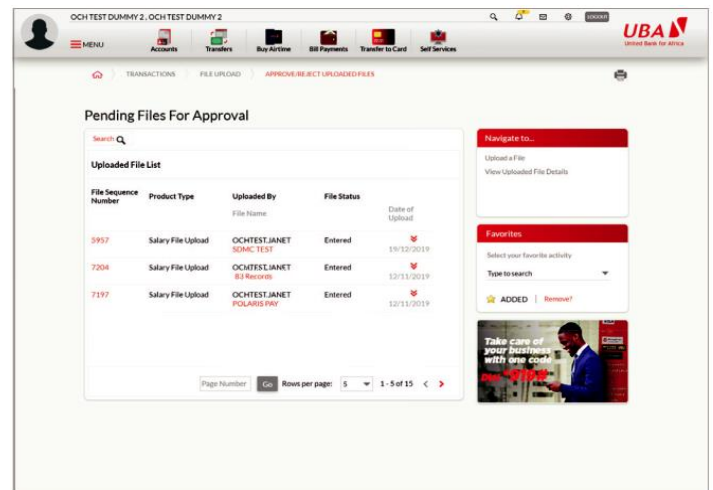 OCH TEST DUMMY 2 . OCH TEST DUMMY 2
LOGOUT
UBA
United Bank for Africa
MENU
Accounts
Transfers
Buy Airtime
Bill Payments
Transfer to Card
Self Services
TRANSACTIONS
FILE UPLOAD
APPROVE/REJECT UPLOADED FILES
Pending Files For Approval
Search
Uploaded File List
File Sequence Number
Product Type
Uploaded By
File Name
File Status
Date of Upload
5957 Salary File Upload OCHTEST.JANET Entered
SDMC TEST 19/12/2019
7204 Salary File Upload OCHTEST.JANET Entered
83 Records 12/11/2019
7197 Salary File Upload OCHTEST.JANET Entered
POLARIS PAY 12/11/2019
Page Number Go Rows per page: 5 1 - 5 of 15
Navigate to...
Upload a File
View Uploaded File Details
Favorites
Select your favorite activity
Type to search
ADDED | Remove?
Take care of
your business
with one code
Dial *919#